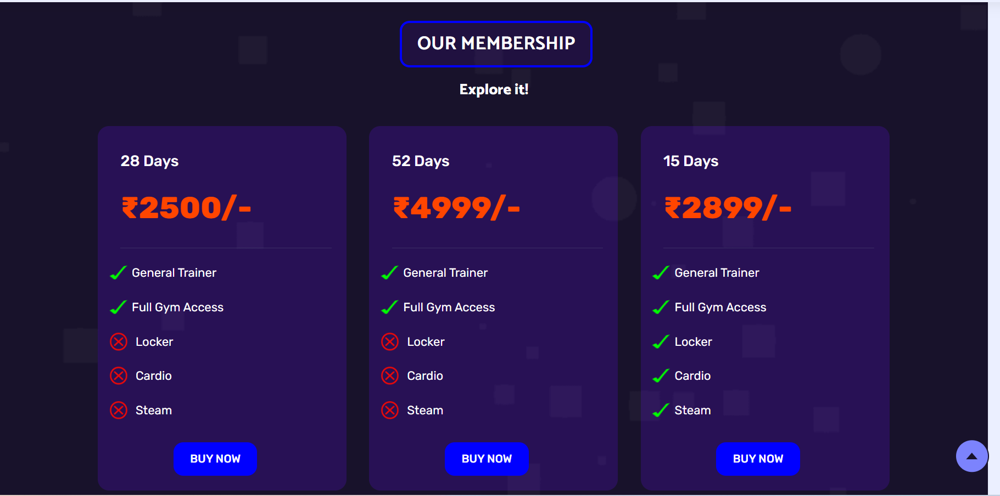 OUR MEMBERSHIP
Explore it!
28 Days
₹2500/-
General Trainer
Full Gym Access
Locker
Cardio
Steam
BUY NOW
52 Days
₹4999/-
General Trainer
Full Gym Access
Locker
Cardio
Steam
BUY NOW
15 Days
₹2899/-
General Trainer
Full Gym Access
Locker
Cardio
Steam
BUY NOW